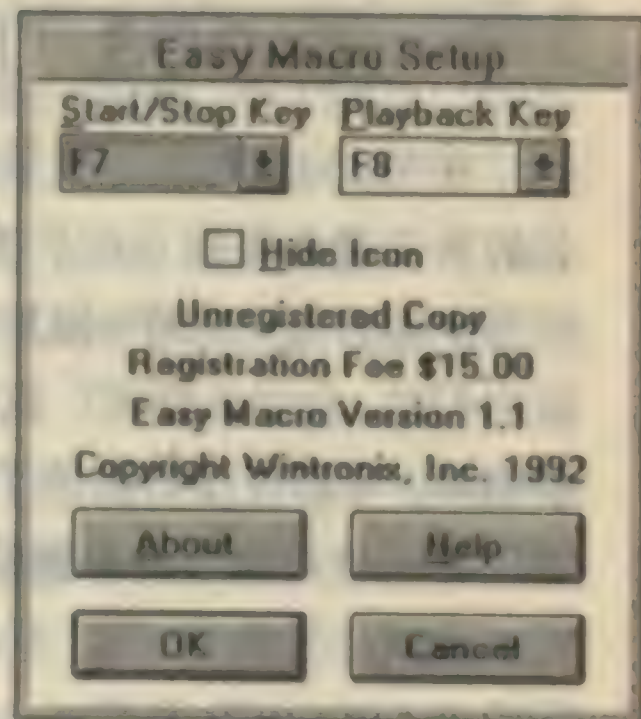 Easy Macro Setup
Start/Stop Key Playback Key
F7 F8
Hide Icon
Unregistered Copy
Registration Fee $15.00
Easy Macro Version 1.1
Copyright Wintronix, Inc. 1992
About Help
OK Cancel